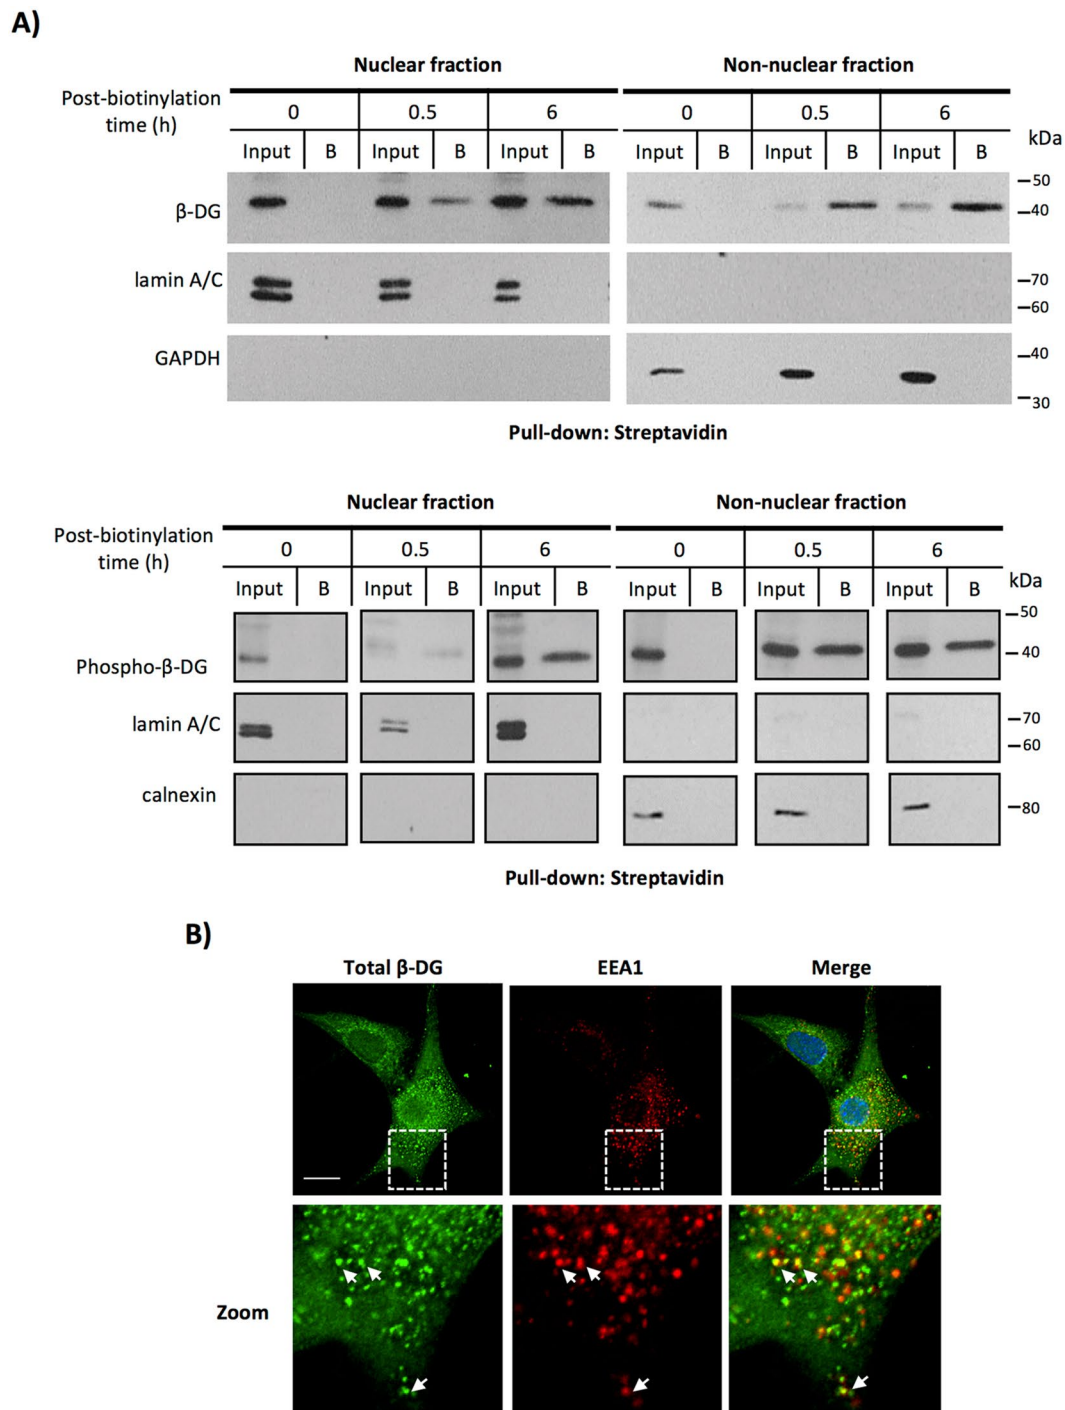 A)
Nuclear fraction Non-nuclear fraction
Post-biotinylation time (h) 0 0.5 6 0 0.5 6
Input B Input B Input B Input B Input B Input B kDa
β-DG 50
40
lamin A/C 70
60
GAPDH 40
30
Pull-down: Streptavidin
Nuclear fraction Non-nuclear fraction
Post-biotinylation time (h) 0 0.5 6 0 0.5 6
Input B Input B Input B Input B Input B Input B kDa
Phospho-β-DG 50
40
lamin A/C 70
60
calnexin 80
Pull-down: Streptavidin
B)
Total β-DG EEA1 Merge
Zoom